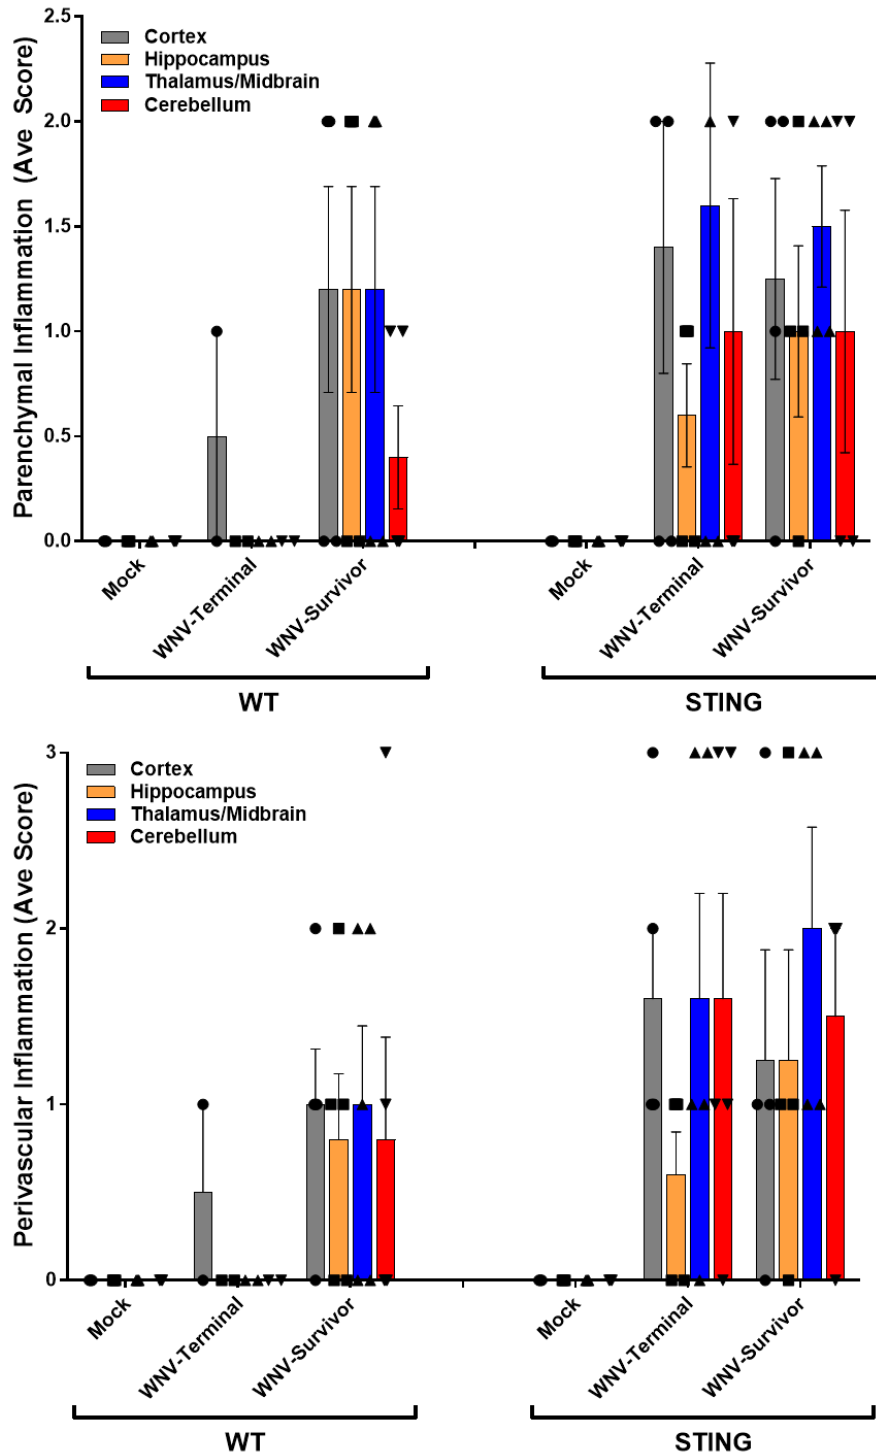 Parenchymal Inflammation (Ave Score)
2.5
2.0
1.5
1.0
0.5
0.0
Cortex
Hippocampus
Thalamus/Midbrain
Cerebellum
Mock
WNV-Terminal
WNV-Survivor
Mock
WNV-Terminal
WNV-Survivor
WT
STING
Perivascular Inflammation (Ave Score)
3
2
1
0
Cortex
Hippocampus
Thalamus/Midbrain
Cerebellum
Mock
WNV-Terminal
WNV-Survivor
Mock
WNV-Terminal
WNV-Survivor
WT
STING